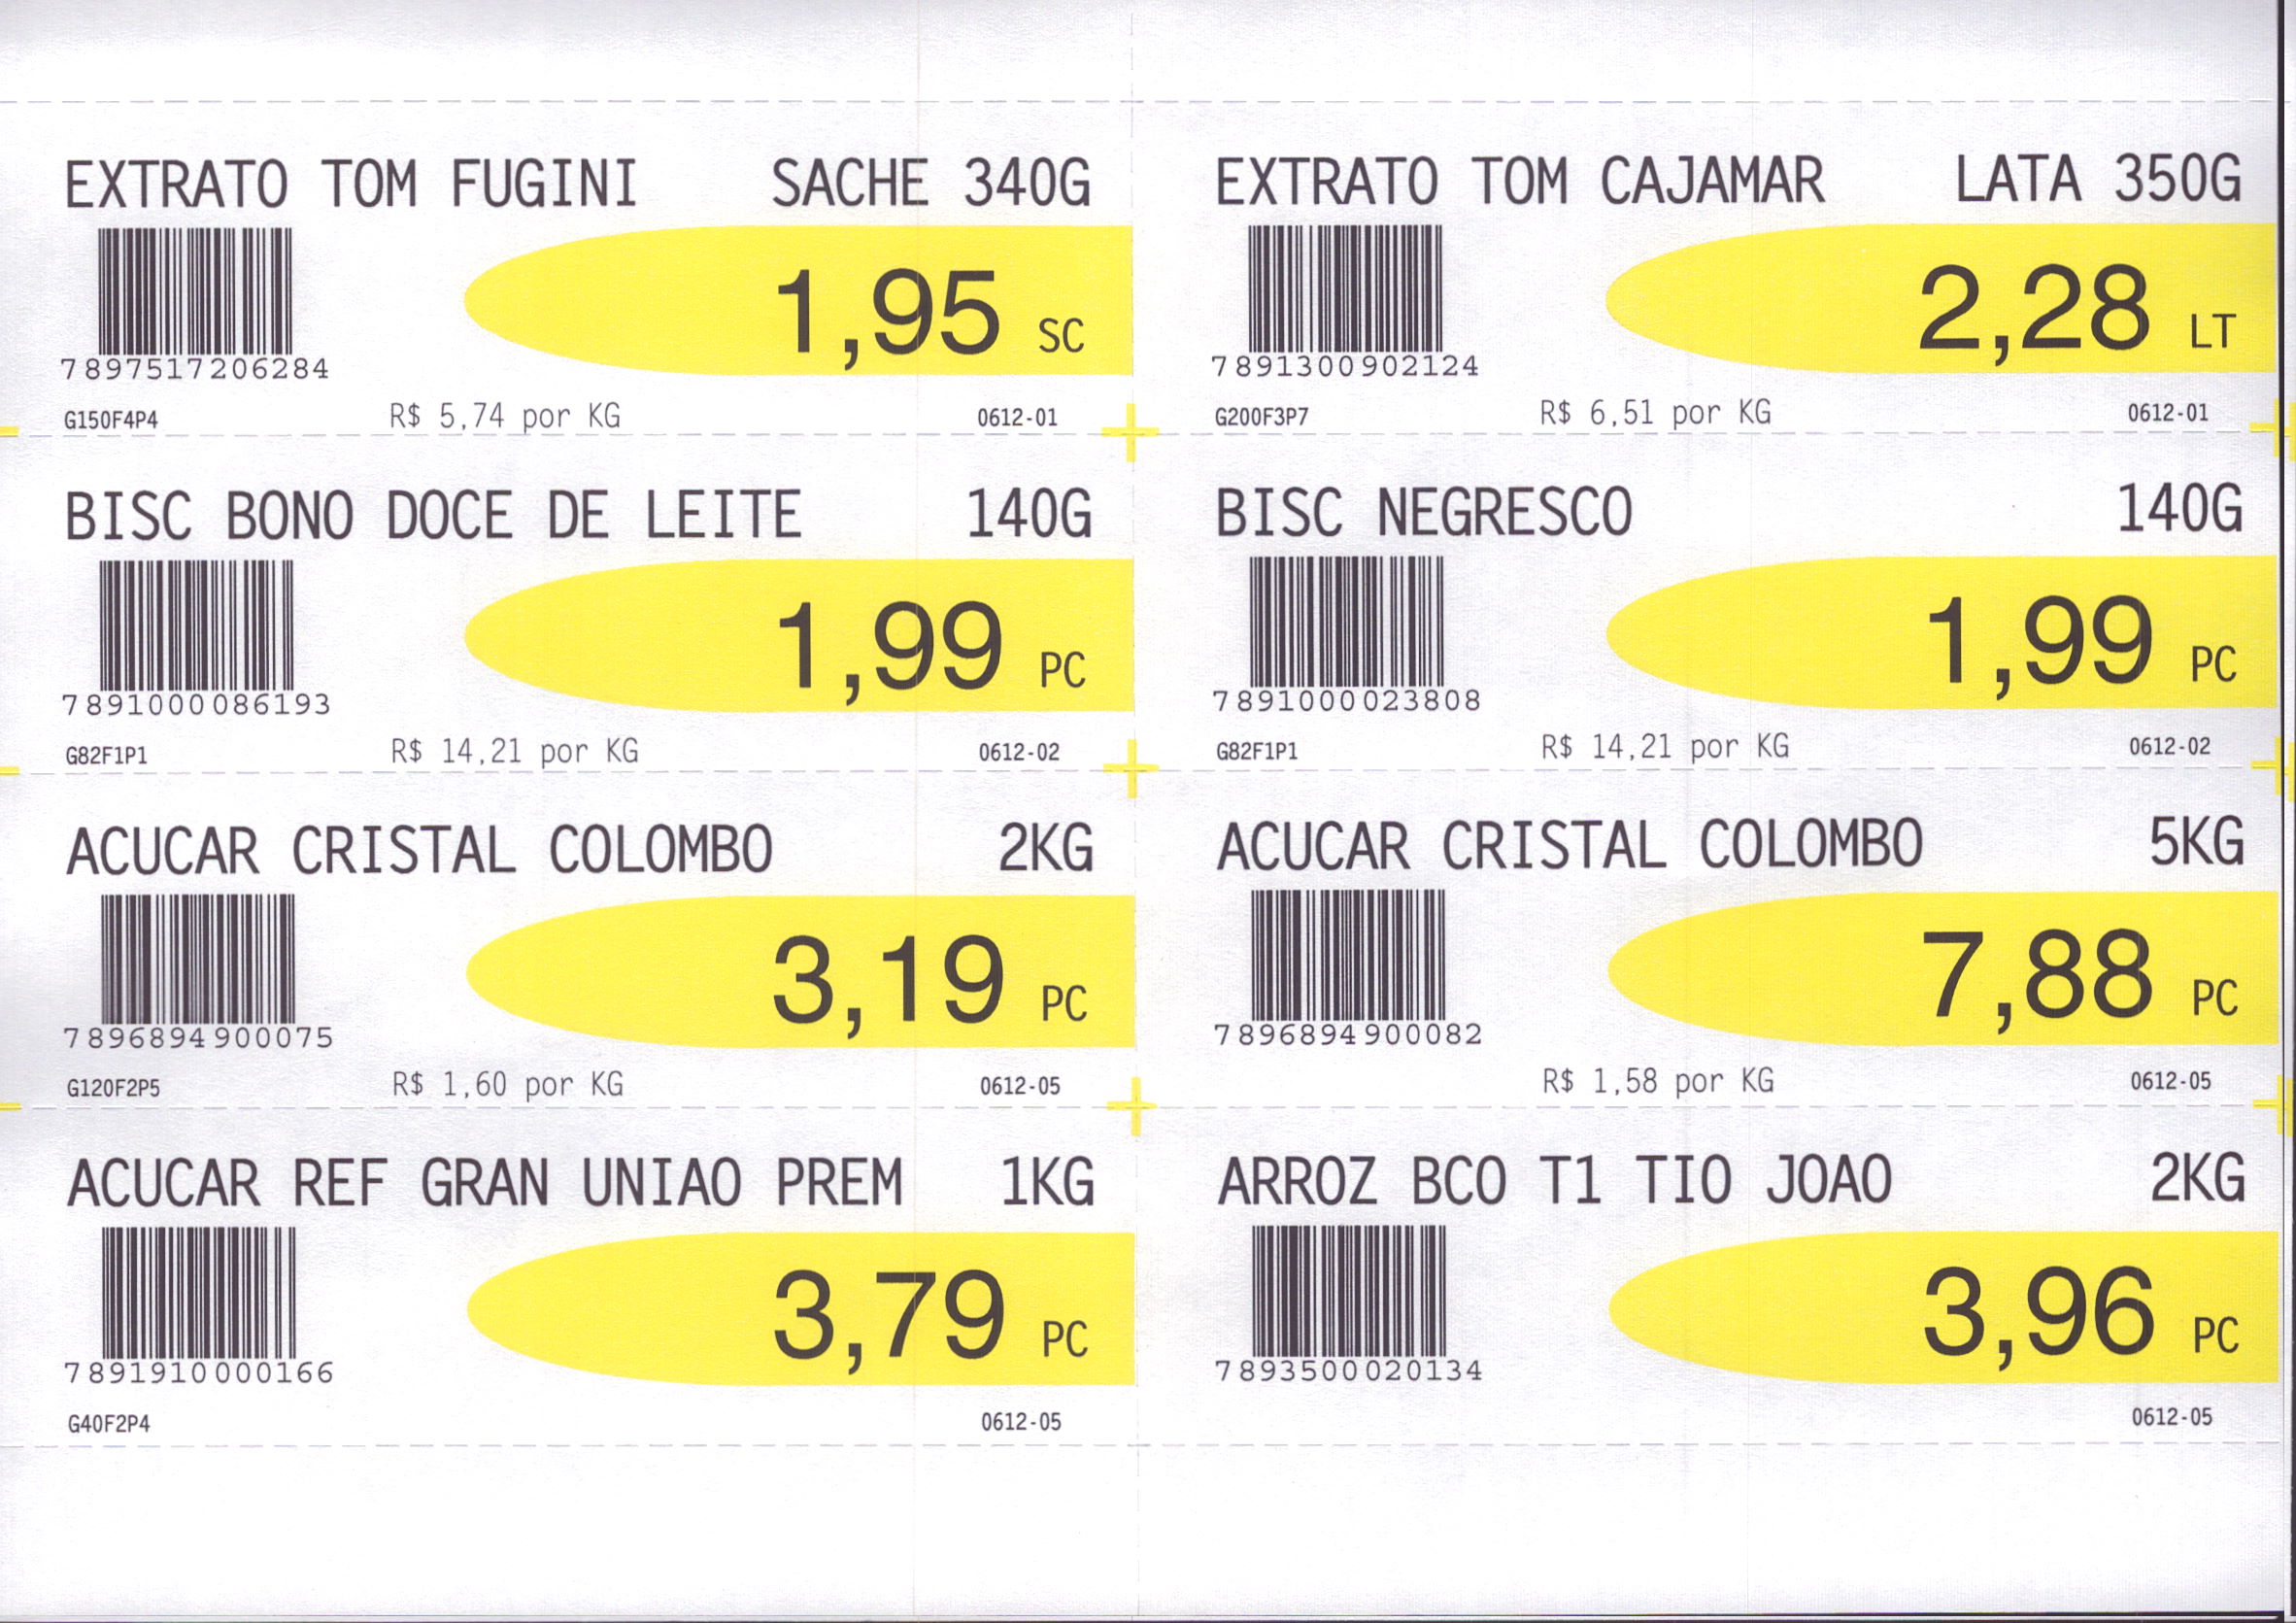 EXTRATO TOM FUGINI SACHE 340G
1,95 SC
7897517206284
G150F4P4 R$ 5,74 por KG 0612-01
EXTRATO TOM CAJAMAR LATA 350G
2,28 LT
7891300902124
G200F3P7 R$ 6,51 por KG 0612-01
BISC BONO DOCE DE LEITE 140G
1,99 PC
7891000086193
G82F1P1 R$ 14,21 por KG 0612-02
BISC NEGRESCO 140G
1,99 PC
7891000023808
G82F1P1 R$ 14,21 por KG 0612-02
ACUCAR CRISTAL COLOMBO 2KG
3,19 PC
7896894900075
G120F2P5 R$ 1,60 por KG 0612-05
ACUCAR CRISTAL COLOMBO 5KG
7,88 PC
7896894900082
R$ 1,58 por KG 0612-05
ACUCAR REF GRAN UNIAO PREM 1KG
3,79 PC
7891910000166
G40F2P4 0612-05
ARROZ BCO T1 TIO JOAO 2KG
3,96 PC
7893500020134
0612-05